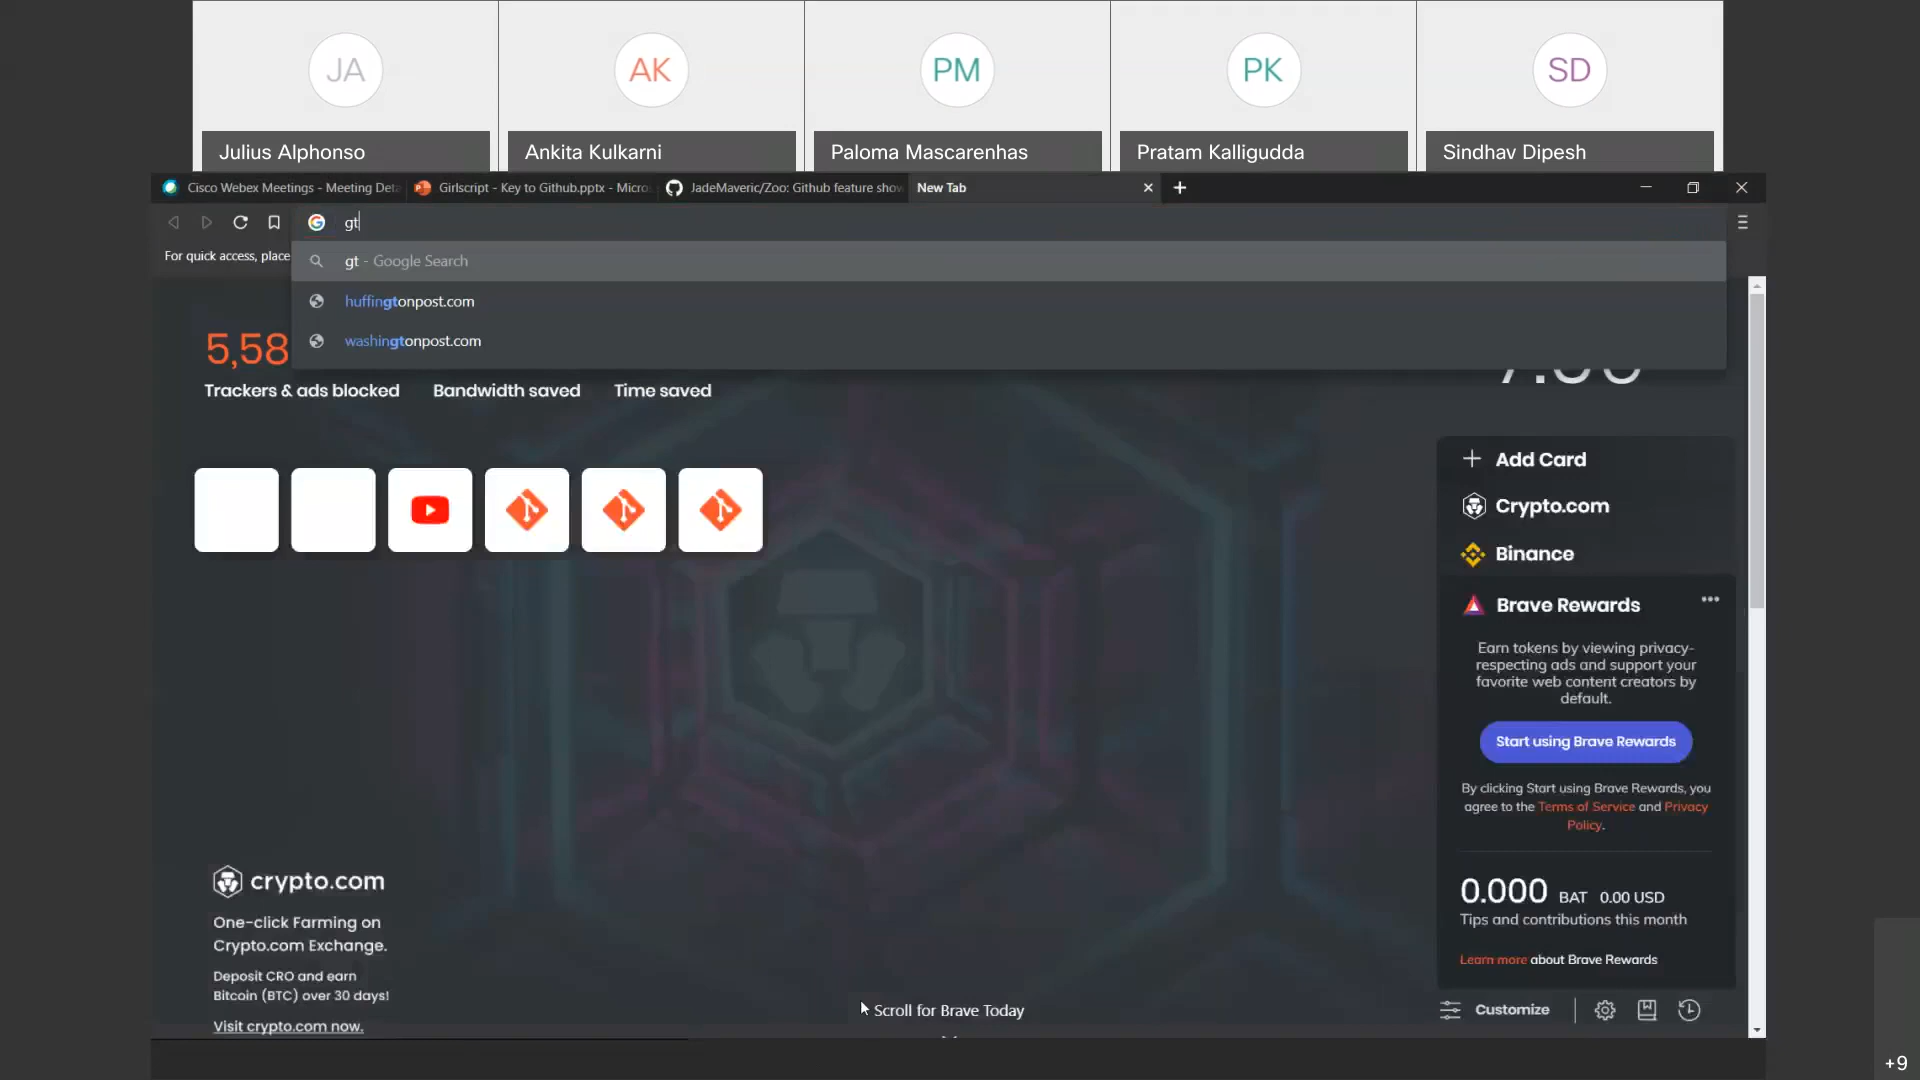 JA
AK
PM
PK
SD
Julius Alphonso
Ankita Kulkarni
Paloma Mascarenhas
Pratam Kalligudda
Sindhav Dipesh
Cisco Webex Meetings - Meeting Deta
Girlscript - Key to Github.pptx - Micro
JadeMaveric/Zoo: Github feature show
New Tab
gt
For quick access, place
gt - Google Search
huffingtonpost.com
washingtonpost.com
5,58
Trackers & ads blocked
Bandwidth saved
Time saved
Add Card
Crypto.com
Binance
Brave Rewards
Earn tokens by viewing privacy-
respecting ads and support your
favorite web content creators by
default.
Start using Brave Rewards
By clicking Start using Brave Rewards, you
agree to the Terms of Service and Privacy
Policy.
0.000 BAT 0.00 USD
Tips and contributions this month
Learn more about Brave Rewards
crypto.com
One-click Farming on
Crypto.com Exchange.
Deposit CRO and earn
Bitcoin (BTC) over 30 days!
Visit crypto.com now.
Scroll for Brave Today
Customize
+9